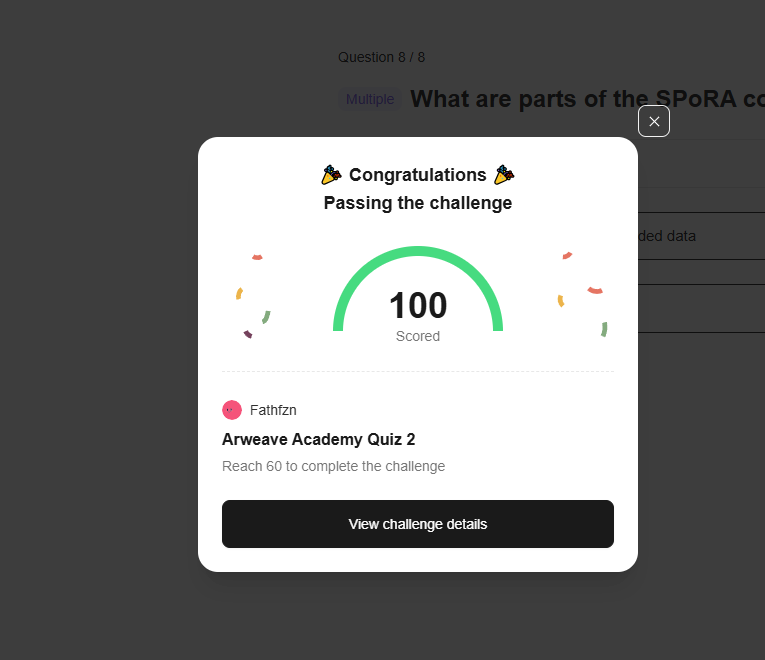 Question 8 / 8
Multiple What are parts of the SPoRA co
Congratulations
Passing the challenge
ded data
100
Scored
Fathfzn
Arweave Academy Quiz 2
Reach 60 to complete the challenge
View challenge details